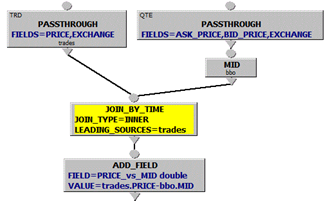 TRD
PASSTHROUGH
FIELDS=PRICE,EXCHANGE
trades
QTE
PASSTHROUGH
FIELDS=ASK_PRICE,BID_PRICE,EXCHANGE
MID
bbo
JOIN_BY_TIME
JOIN_TYPE=INNER
LEADING_SOURCES=trades
ADD_FIELD
FIELD=PRICE_vs_MID double
VALUE=trades.PRICE-bbo.MID